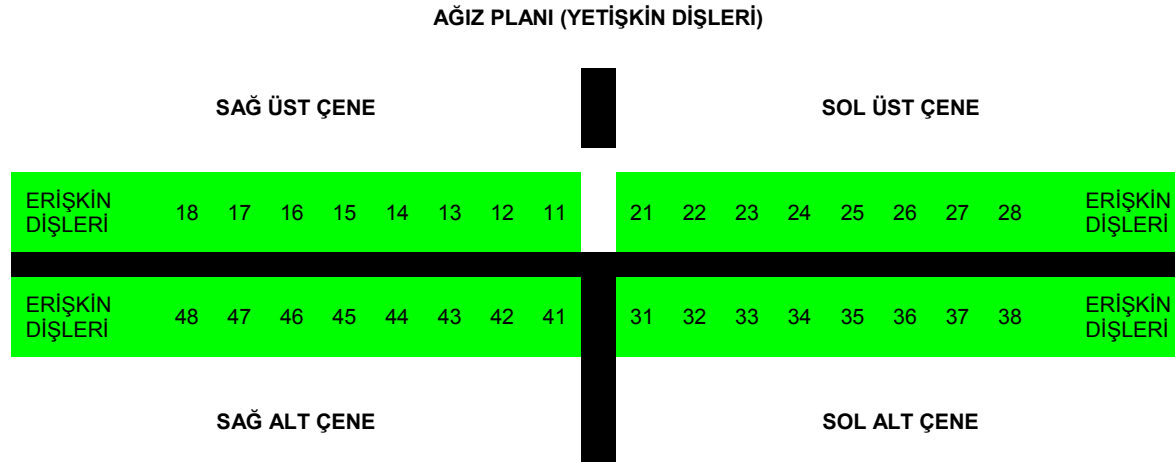 AĞIZ PLANI (YETİŞKİN DİŞLERİ)
SAĞ ÜST ÇENE
SOL ÜST ÇENE
ERİŞKİN DİŞLERİ 18 17 16 15 14 13 12 11 21 22 23 24 25 26 27 28 ERİŞKİN DİŞLERİ
ERİŞKİN DİŞLERİ 48 47 46 45 44 43 42 41 31 32 33 34 35 36 37 38 ERİŞKİN DİŞLERİ
SAĞ ALT ÇENE
SOL ALT ÇENE